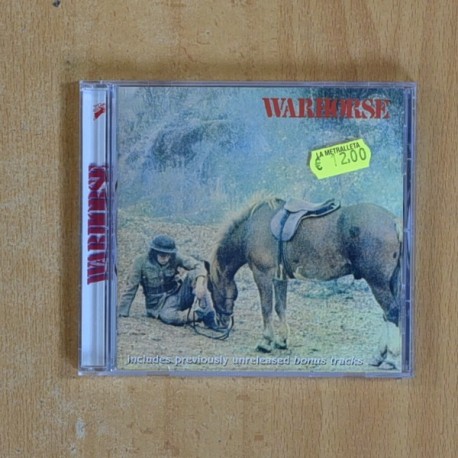 WARHORSE
LA METRALLETA
€ 12.00
WARHORSE
includes previously unreleased bonus tracks